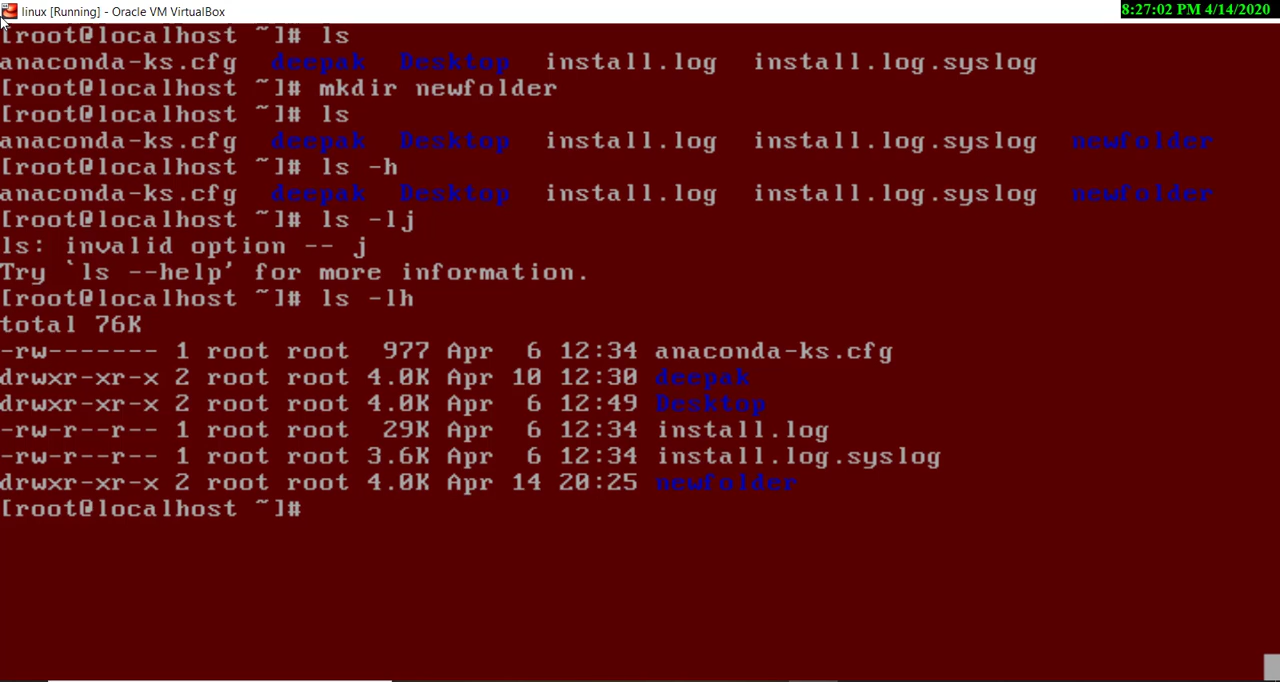 linux [Running] - Oracle VM VirtualBox
8:27:02 PM 4/14/2020
[root@localhost ~]# ls
anaconda-ks.cfg  deepak  Desktop  install.log  install.log.syslog
[root@localhost ~]# mkdir newfolder
[root@localhost ~]# ls
anaconda-ks.cfg  deepak  Desktop  install.log  install.log.syslog  newfolder
[root@localhost ~]# ls -h
anaconda-ks.cfg  deepak  Desktop  install.log  install.log.syslog  newfolder
[root@localhost ~]# ls -lj
ls: invalid option -- j
Try `ls --help' for more information.
[root@localhost ~]# ls -lh
total 76K
-rw------- 1 root root  977 Apr  6 12:34 anaconda-ks.cfg
drwxr-xr-x 2 root root 4.0K Apr 10 12:30 deepak
drwxr-xr-x 2 root root 4.0K Apr  6 12:49 Desktop
-rw-r--r-- 1 root root  29K Apr  6 12:34 install.log
-rw-r--r-- 1 root root 3.6K Apr  6 12:34 install.log.syslog
drwxr-xr-x 2 root root 4.0K Apr 14 20:25 newfolder
[root@localhost ~]#